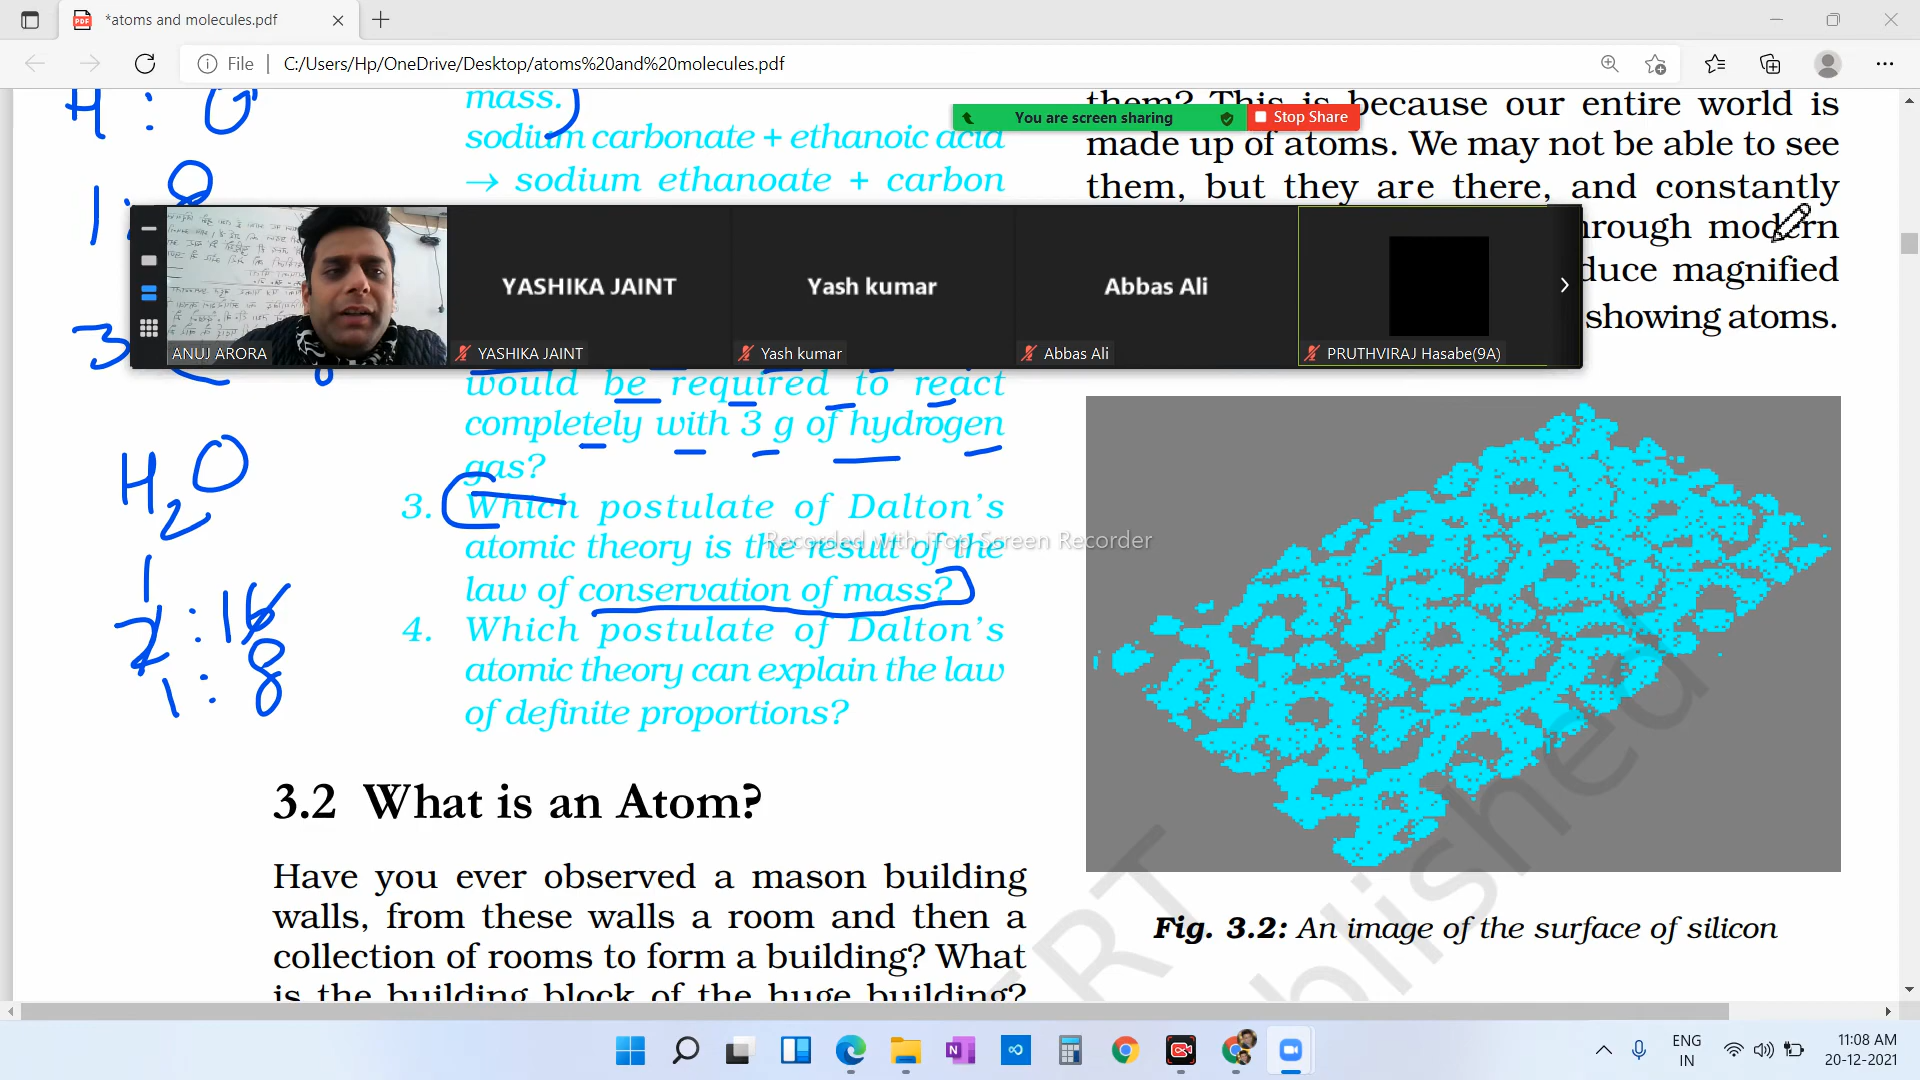 *atoms and molecules.pdf
File
C:/Users/Hp/OneDrive/Desktop/atoms%20and%20molecules.pdf
You are screen sharing
Stop Share
H : O
1 : 8
3
H2O
1
2 : 16
1 : 8
mass.
sodium carbonate + ethanoic acid
→ sodium ethanoate + carbon
would be required to react
completely with 3 g of hydrogen
gas?
3. Which postulate of Dalton's
atomic theory is the result of the
law of conservation of mass?
4. Which postulate of Dalton's
atomic theory can explain the law
of definite proportions?
3.2 What is an Atom?
Have you ever observed a mason building
walls, from these walls a room and then a
collection of rooms to form a building? What
is the building block of the huge building?
them? This is because our entire world is
made up of atoms. We may not be able to see
them, but they are there, and constantly
hrough modern
duce magnified
showing atoms.
YASHIKA JAINT
Yash kumar
Abbas Ali
ANUJ ARORA
YASHIKA JAINT
Yash kumar
Abbas Ali
PRUTHVIRAJ Hasabe(9A)
Recorded with iTop Screen Recorder
Fig. 3.2: An image of the surface of silicon
RT
blished
ENG
IN
11:08 AM
20-12-2021